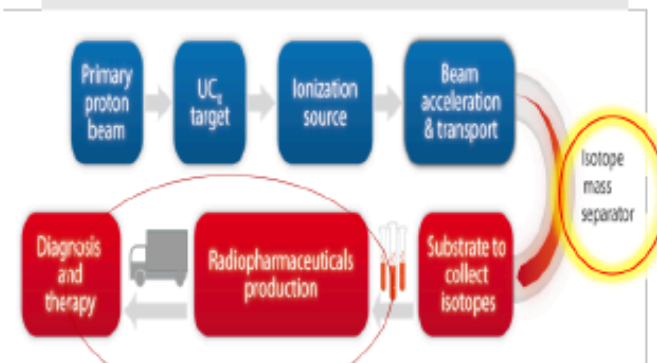 Primary
proton
beam
UCx
target
Ionization
source
Beam
acceleration
& transport
Isotope
mass
separator
Diagnosis
and
therapy
Radiopharmaceuticals
production
Substrate to
collect
isotopes